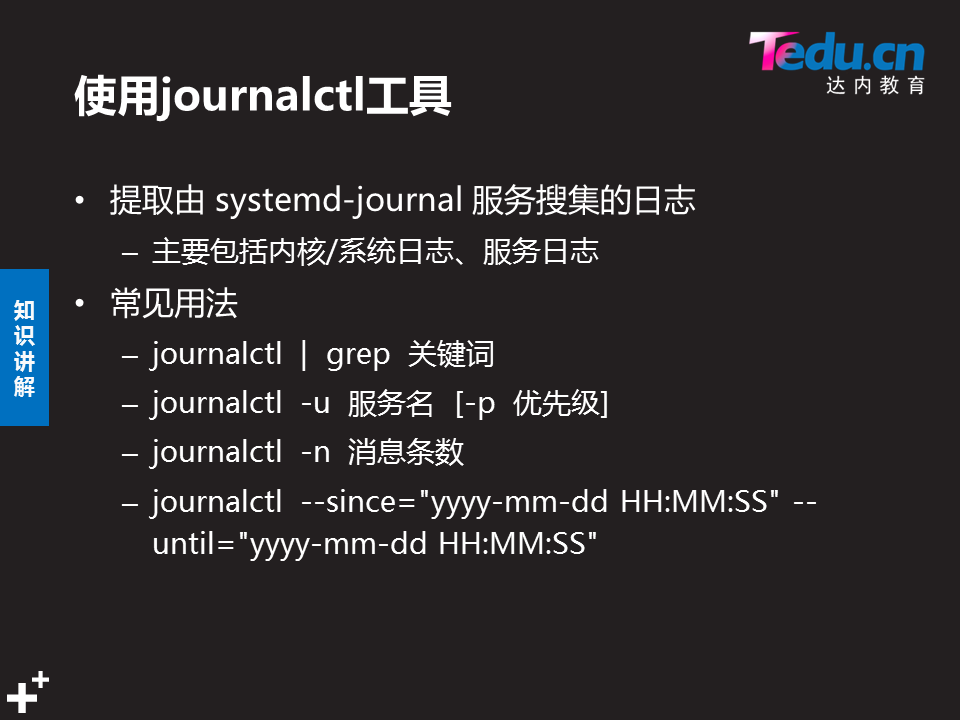 Tedu.cn
达内教育
使用journalctl工具
• 提取由 systemd-journal 服务搜集的日志
– 主要包括内核/系统日志、服务日志
• 常见用法
– journalctl | grep 关键词
– journalctl -u 服务名 [-p 优先级]
– journalctl -n 消息条数
– journalctl --since="yyyy-mm-dd HH:MM:SS" --
until="yyyy-mm-dd HH:MM:SS"
知
识
讲
解